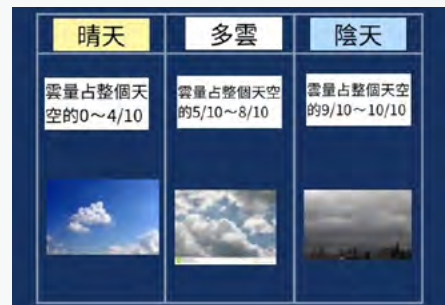 晴天
多雲
陰天
雲量占整個天
空的0～4/10
雲量占整個天空
的5/10～8/10
雲量占整個天空
的9/10～10/10